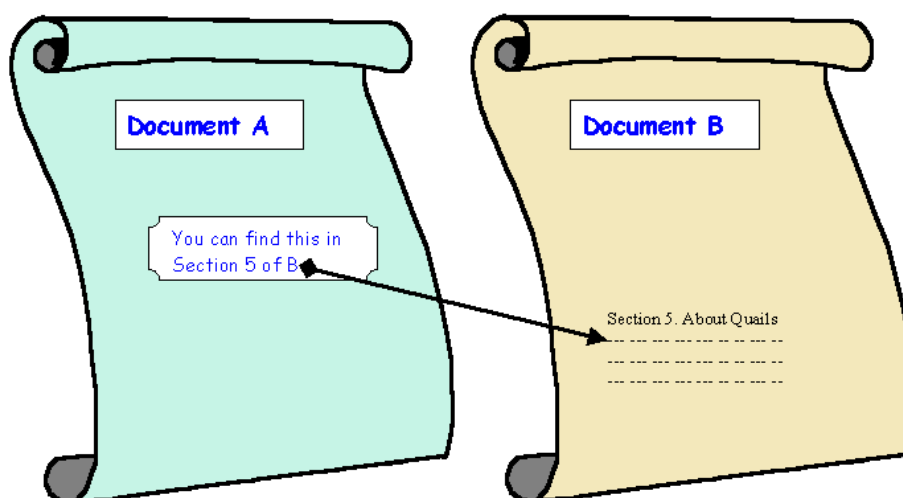 Document A
You can find this in
Section 5 of B
Document B
Section 5. About Quails
--- --- --- --- --- -- -- --- --
--- --- --- --- --- -- -- --- --
--- --- --- --- --- -- -- --- --